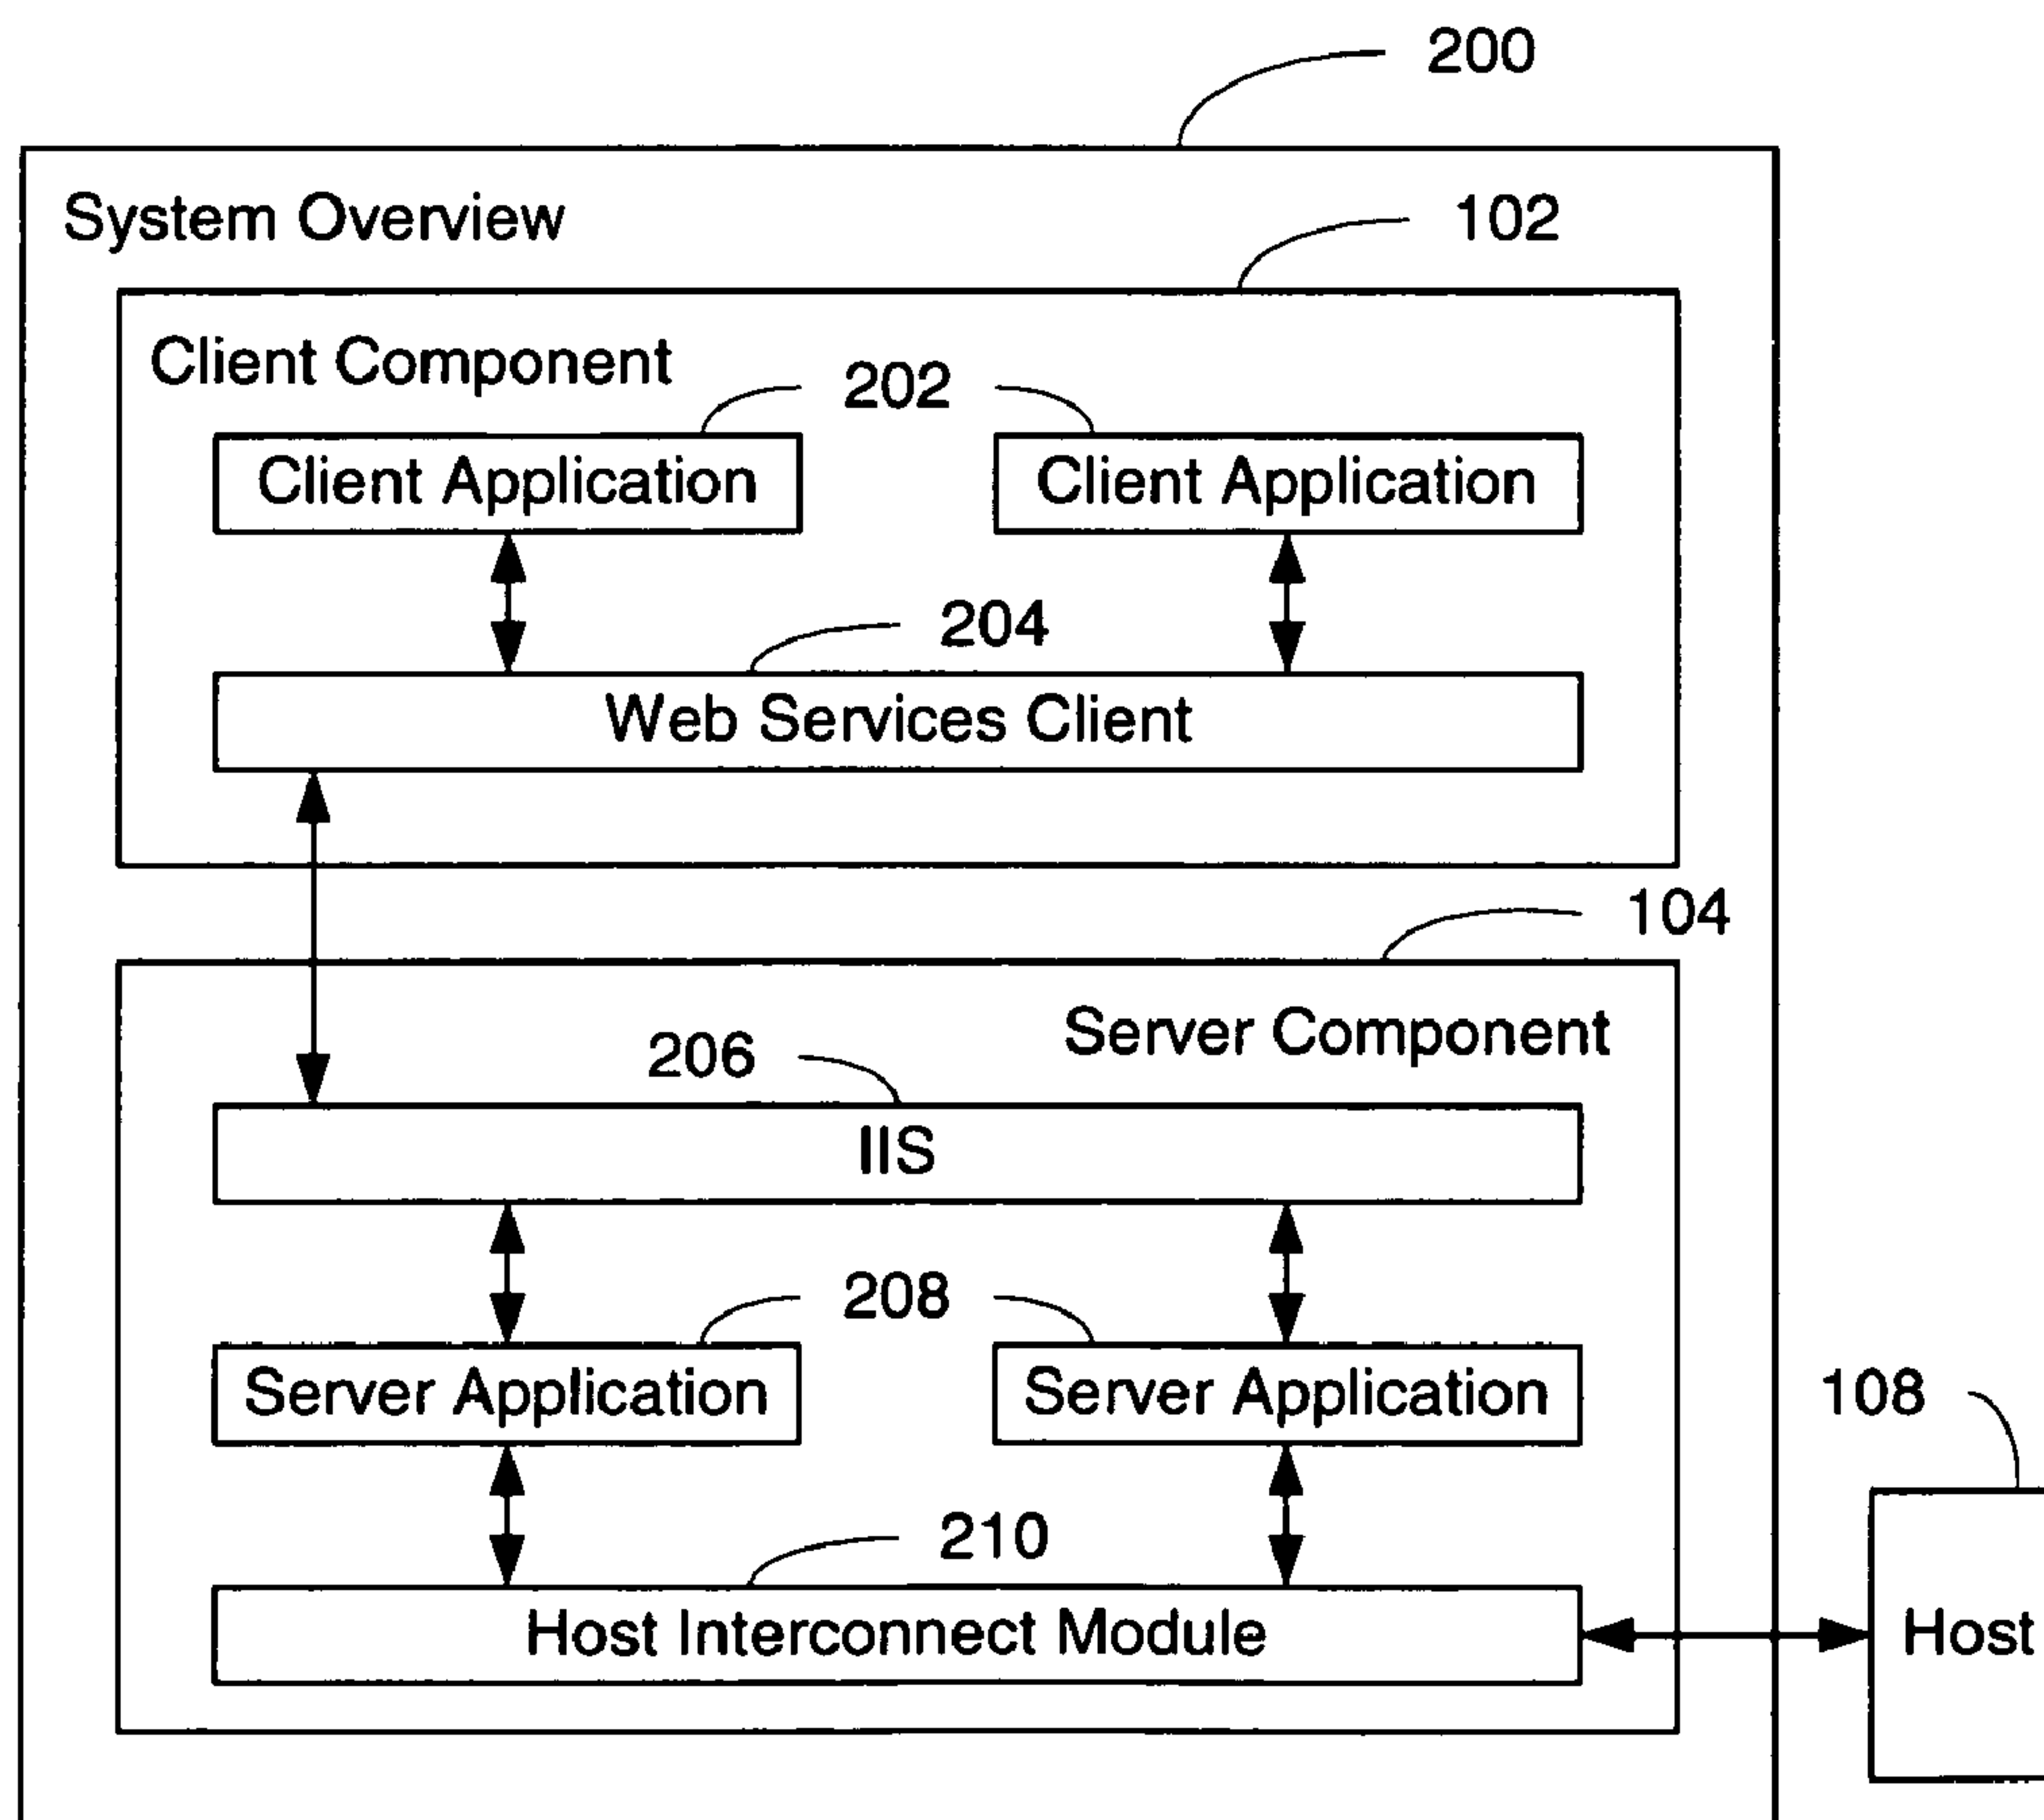 200
System Overview
102
Client Component
202
Client Application
Client Application
204
Web Services Client
104
Server Component
206
IIS
208
Server Application
Server Application
108
210
Host Interconnect Module
Host